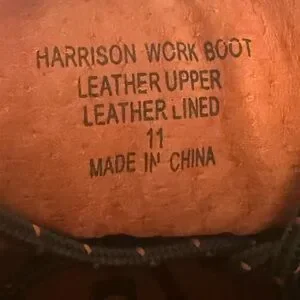 HARRISON WORK BOOT
LEATHER UPPER
LEATHER LINED
11
MADE IN CHINA